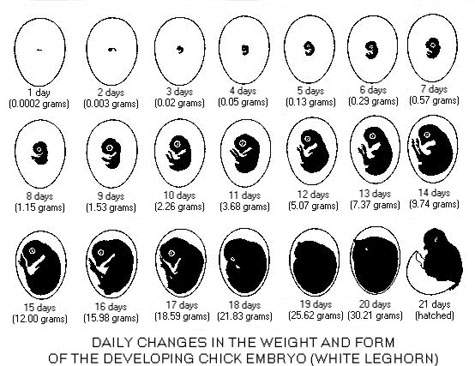 1 day 2 days 3 days 4 days 5 days 6 days 7 days
(0.0002 grams) (0.003 grams) (0.02 grams) (0.05 grams) (0.13 grams) (0.29 grams) (0.57 grams)
8 days 9 days 10 days 11 days 12 days 13 days 14 days
(1.15 grams) (1.53 grams) (2.26 grams) (3.68 grams) (5.07 grams) (7.37 grams) (9.74 grams)
15 days 16 days 17 days 18 days 19 days 20 days 21 days
(12.00 grams) (15.98 grams) (18.59 grams) (21.83 grams) (25.62 grams) (30.21 grams) (hatched)
DAILY CHANGES IN THE WEIGHT AND FORM
OF THE DEVELOPING CHICK EMBRYO (WHITE LEGHORN)